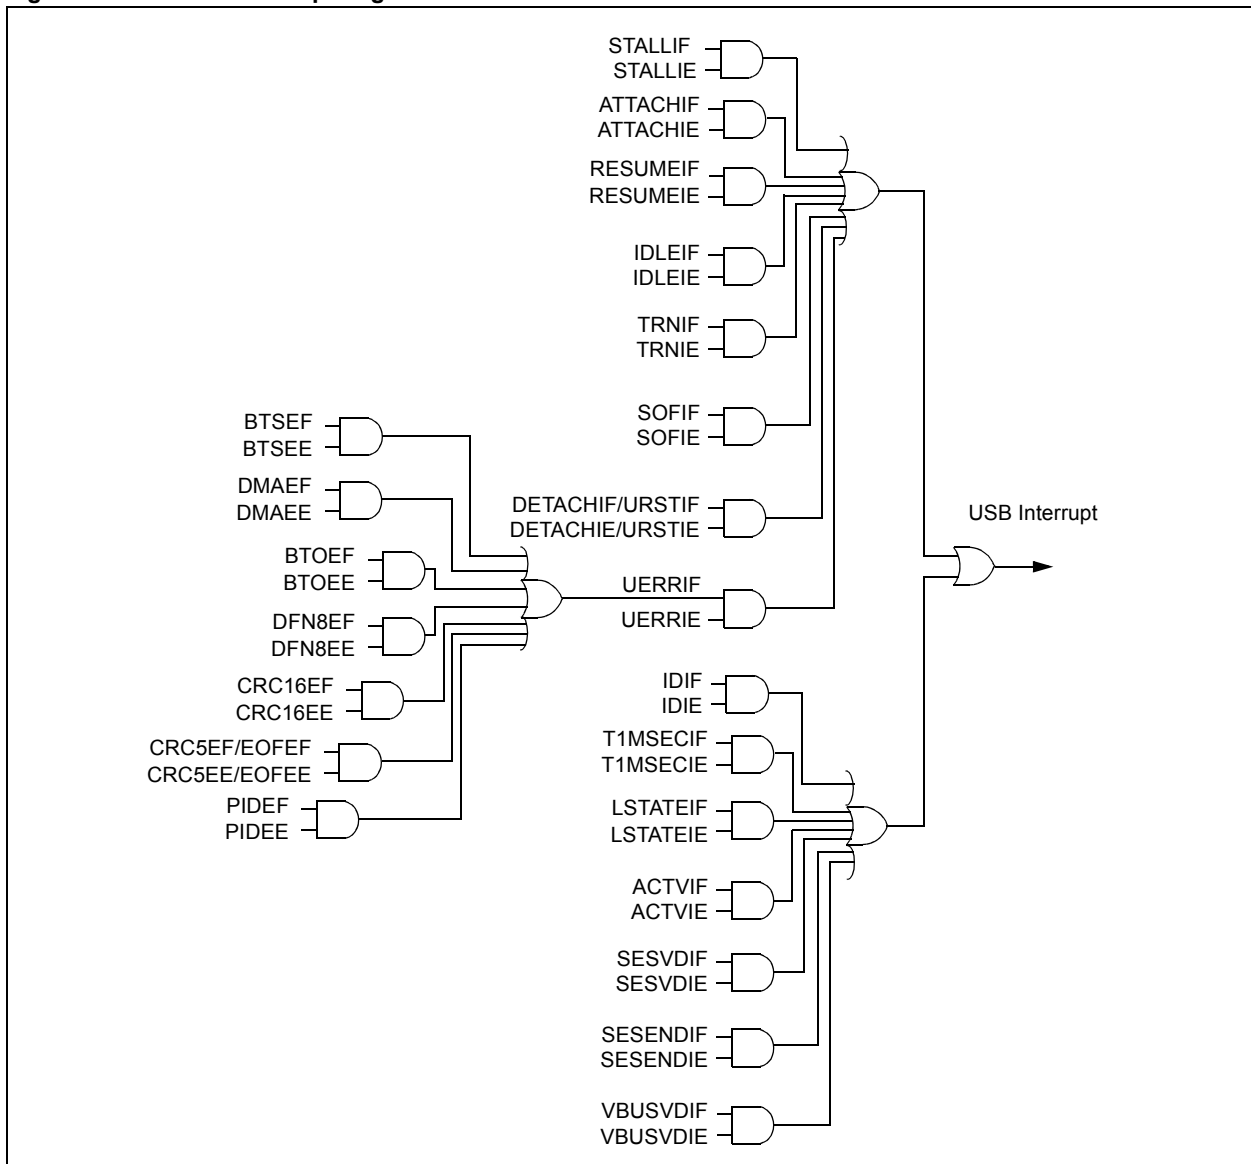 STALLIF
STALLIE
ATTACHIF
ATTACHIE
RESUMEIF
RESUMEIE
IDLEIF
IDLEIE
TRNIF
TRNIE
SOFIF
SOFIE
BTSEF
BTSEE
DMAEF
DMAEE
DETACHIF/URSTIF
DETACHIE/URSTIE
USB Interrupt
BTOEF
BTOEE
UERRIF
UERRIE
DFN8EF
DFN8EE
CRC16EF
CRC16EE
IDIF
IDIE
CRC5EF/EOFEF
CRC5EE/EOFEE
T1MSECIF
T1MSECIE
PIDEF
PIDEE
LSTATEIF
LSTATEIE
ACTVIF
ACTVIE
SESVDIF
SESVDIE
SESENDIF
SESENDIE
VBUSVDIF
VBUSVDIE